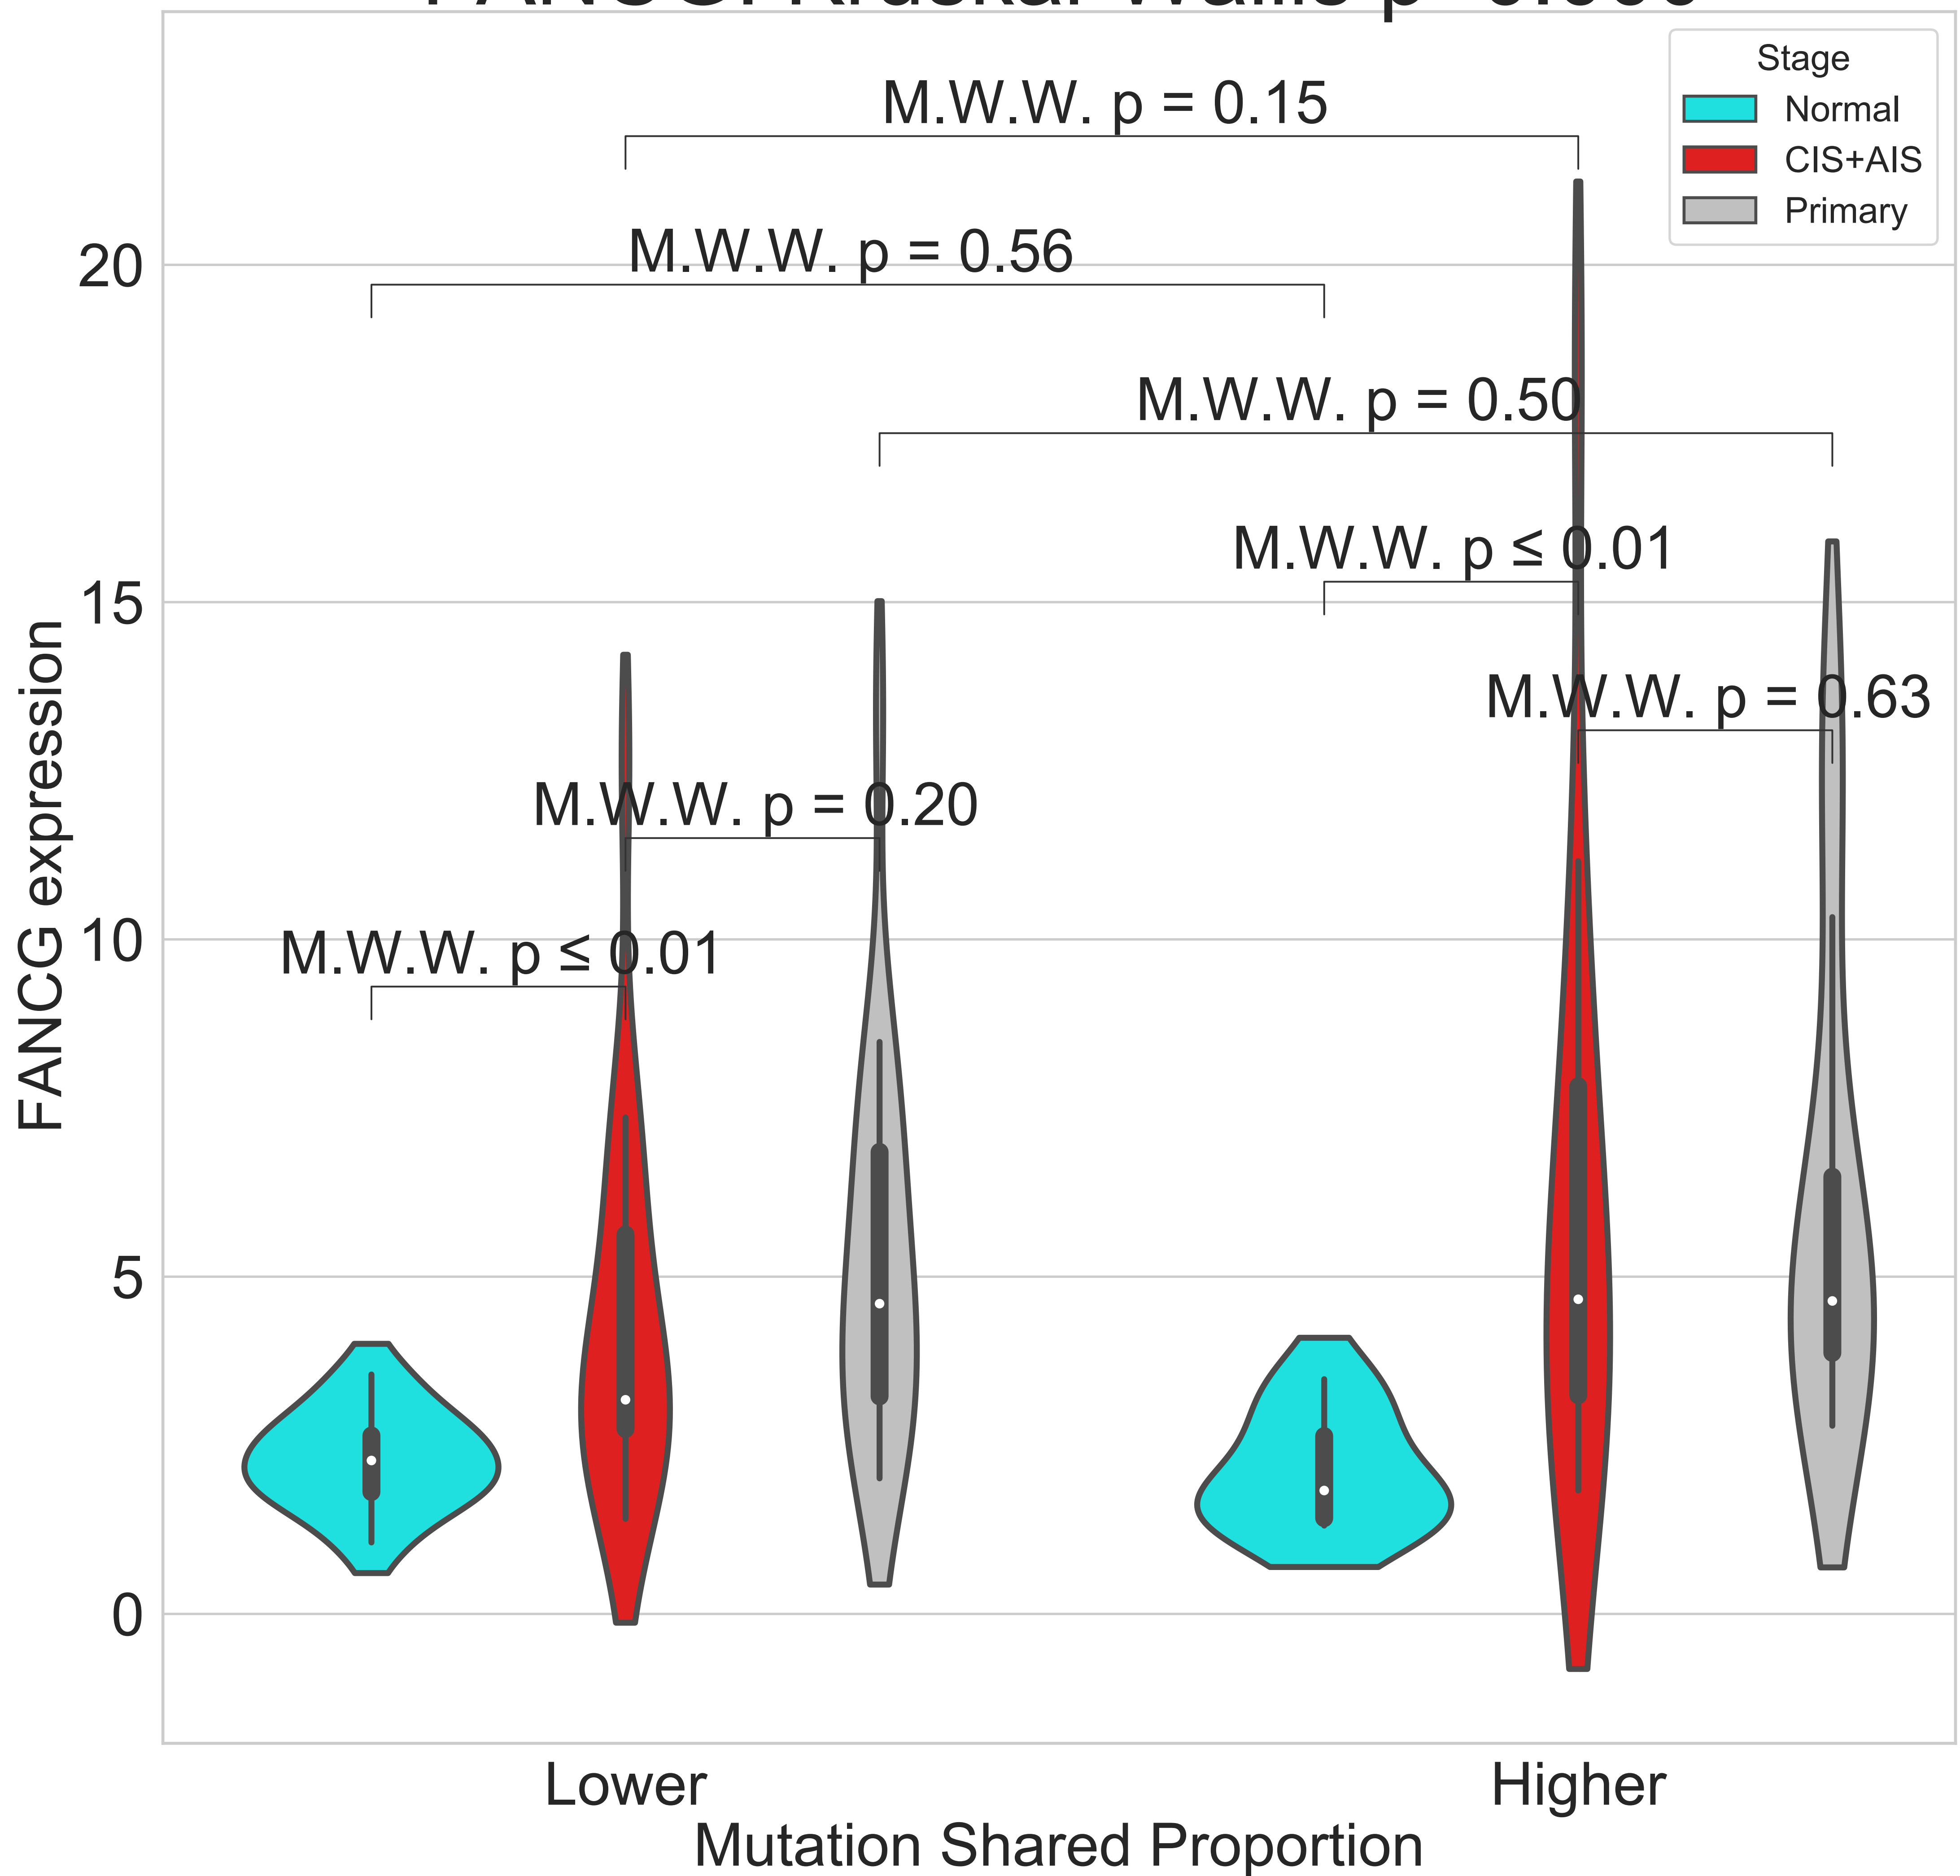 Stage
Normal
CIS+AIS
Primary
M.W.W. p = 0.15
M.W.W. p = 0.56
M.W.W. p = 0.50
M.W.W. p ≤ 0.01
M.W.W. p = 0.63
M.W.W. p = 0.20
M.W.W. p ≤ 0.01
20
15
10
5
0
FANCG expression
Lower
Higher
Mutation Shared Proportion